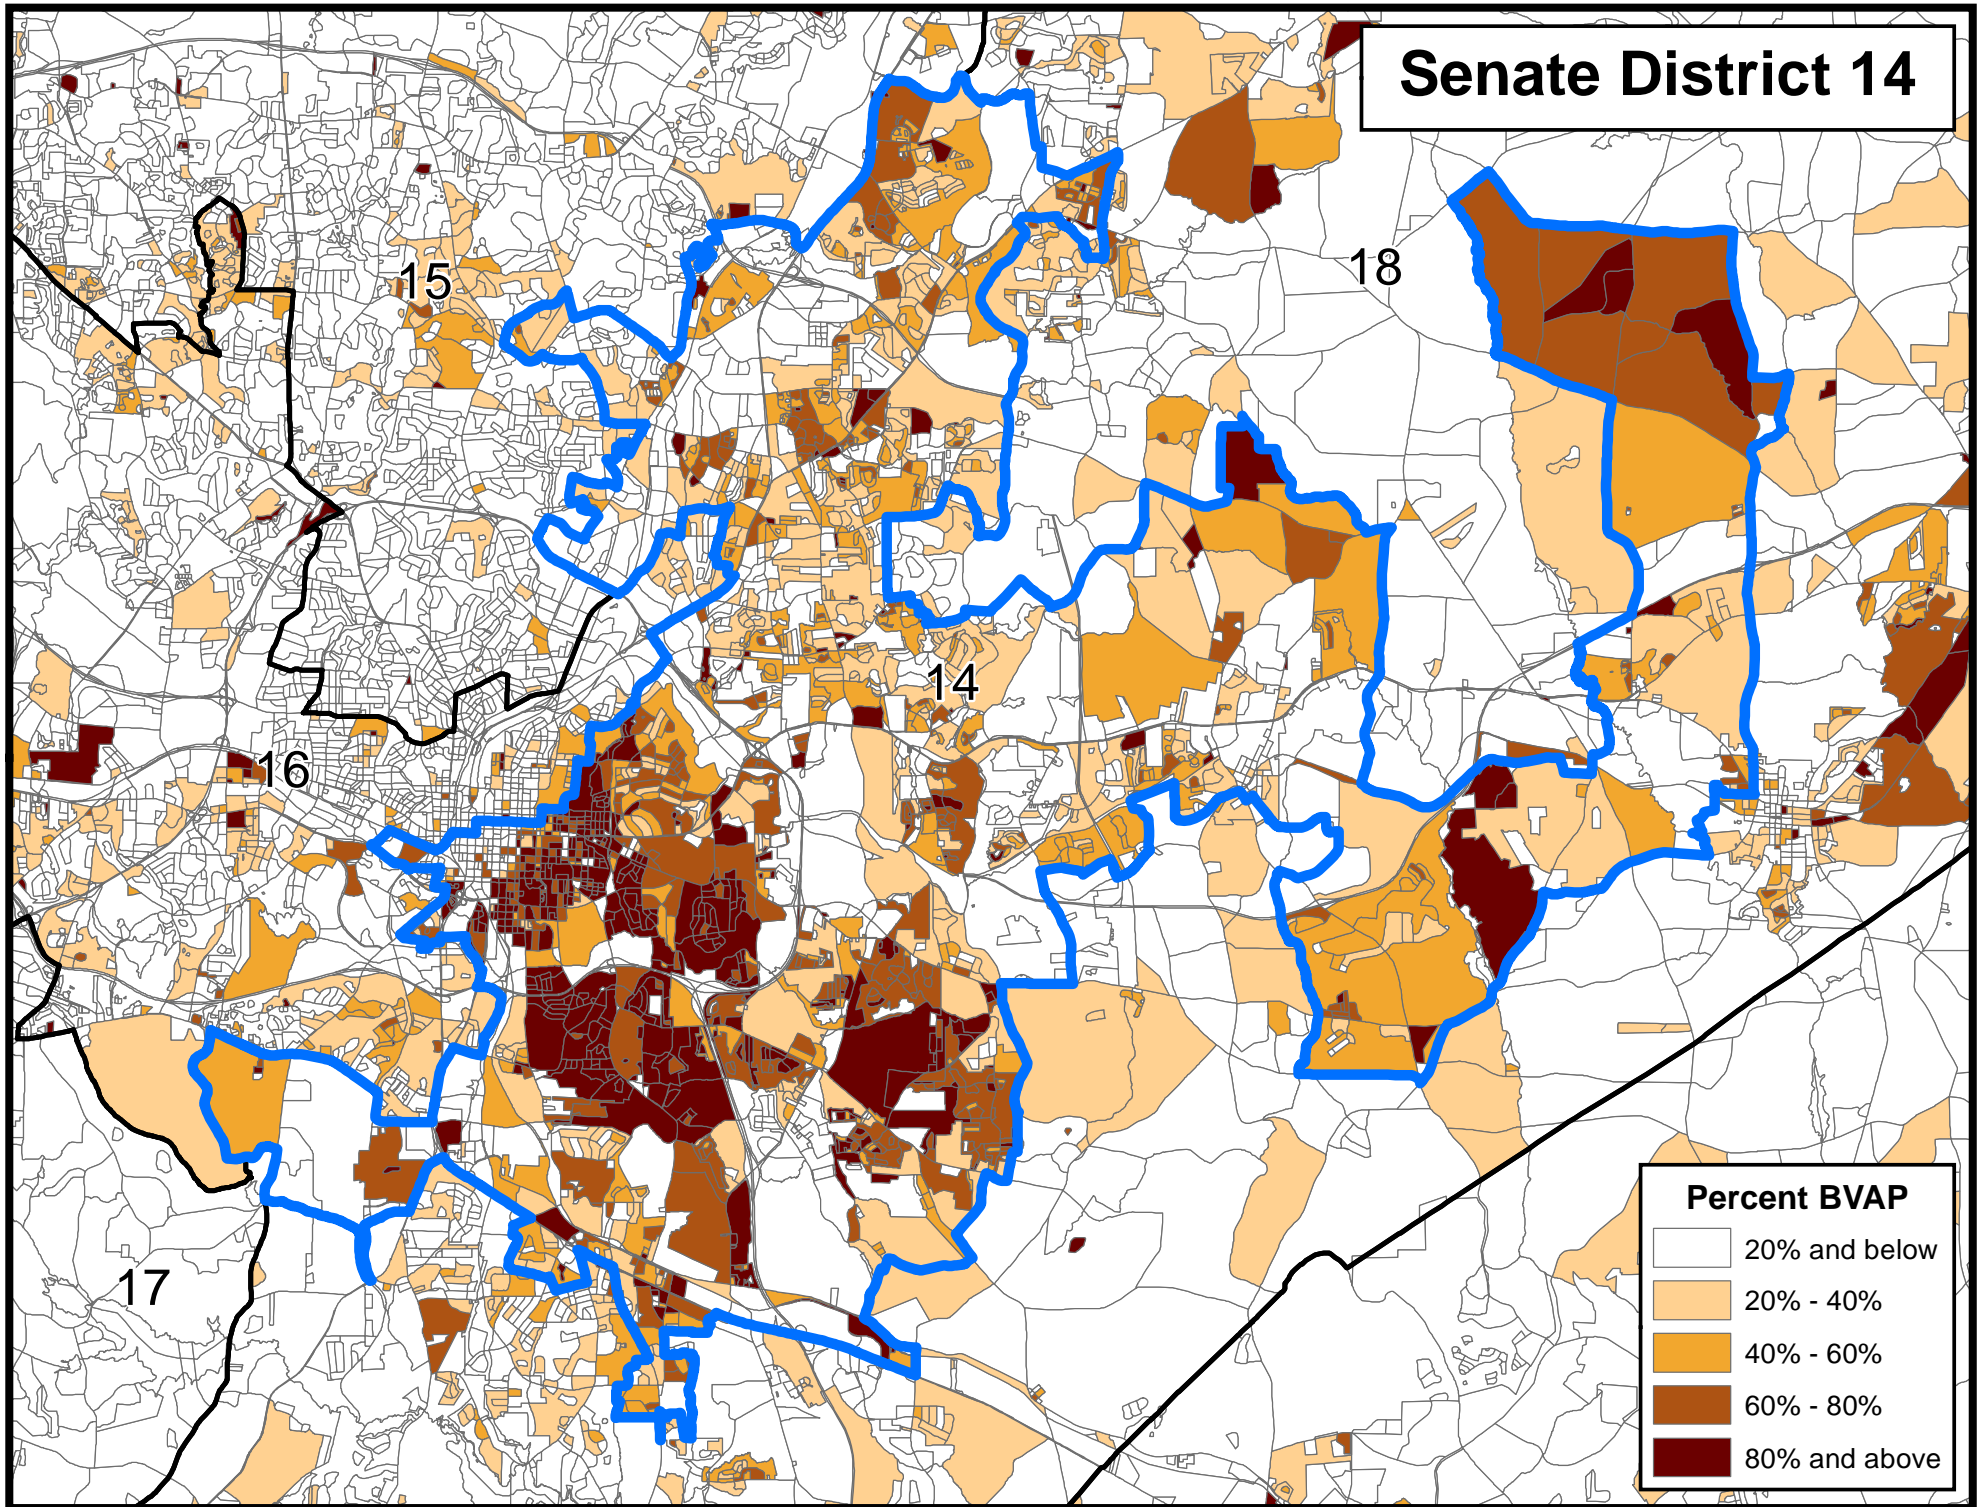 Senate District 14
15
18
14
16
17
Percent BVAP
20% and below
20% - 40%
40% - 60%
60% - 80%
80% and above